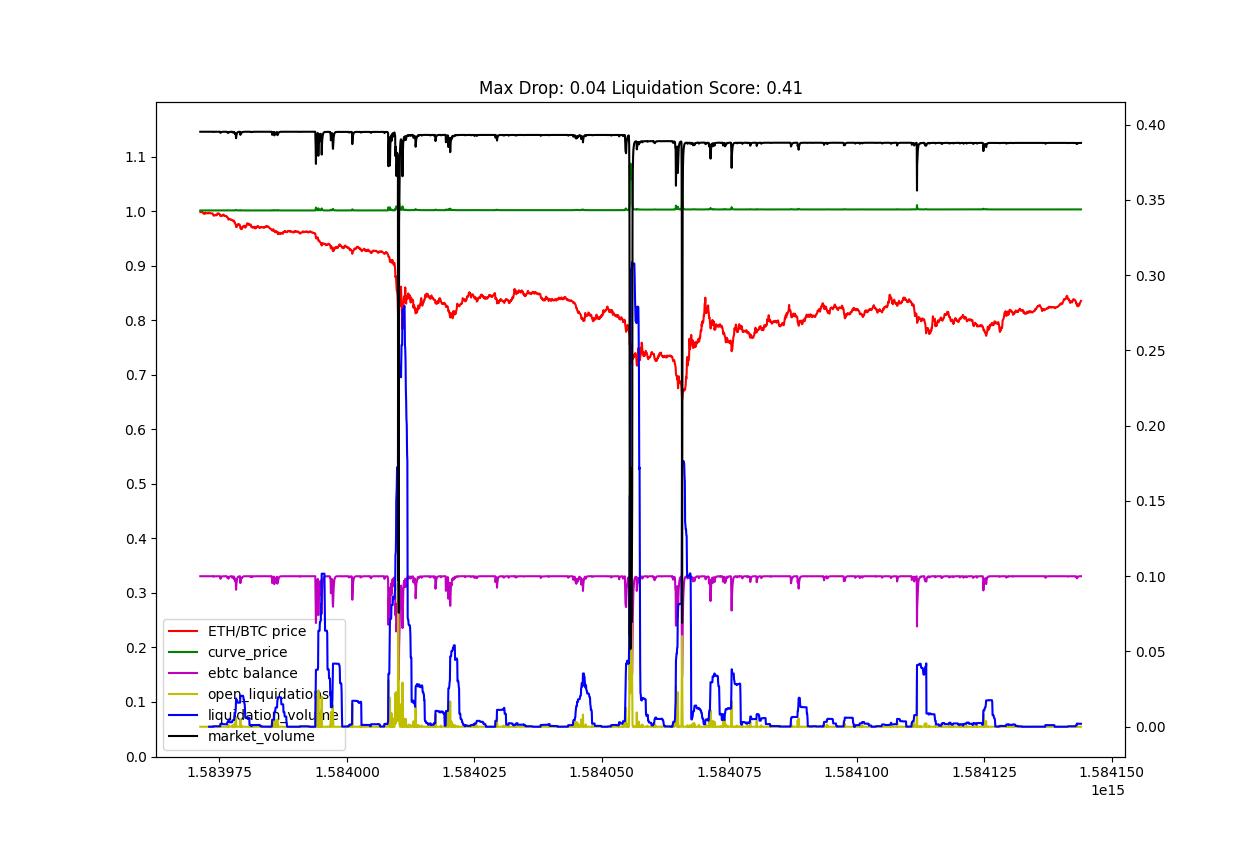 Max Drop: 0.04 Liquidation Score: 0.41
1.1
1.0
0.9
0.8
0.7
0.6
0.5
0.4
0.3
0.2
0.1
0.0
0.40
0.35
0.30
0.25
0.20
0.15
0.10
0.05
0.00
ETH/BTC price
curve_price
ebtc balance
open_liquidations
liquidation_volume
market_volume
1.583975 1.584000 1.584025 1.584050 1.584075 1.584100 1.584125 1.584150
1e15